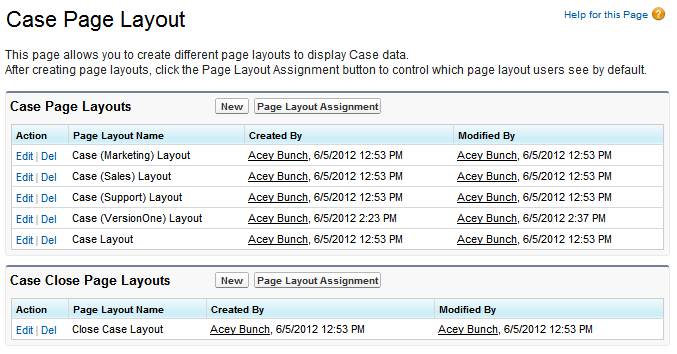 Case Page Layout
Help for this Page
This page allows you to create different page layouts to display Case data.
After creating page layouts, click the Page Layout Assignment button to control which page layout users see by default.
Case Page Layouts New Page Layout Assignment
Action Page Layout Name Created By Modified By
Edit | Del Case (Marketing) Layout Acey Bunch, 6/5/2012 12:53 PM Acey Bunch, 6/5/2012 12:53 PM
Edit | Del Case (Sales) Layout Acey Bunch, 6/5/2012 12:53 PM Acey Bunch, 6/5/2012 12:53 PM
Edit | Del Case (Support) Layout Acey Bunch, 6/5/2012 12:53 PM Acey Bunch, 6/5/2012 12:53 PM
Edit | Del Case (VersionOne) Layout Acey Bunch, 6/5/2012 2:23 PM Acey Bunch, 6/5/2012 2:37 PM
Edit | Del Case Layout Acey Bunch, 6/5/2012 12:53 PM Acey Bunch, 6/5/2012 12:53 PM
Case Close Page Layouts New Page Layout Assignment
Action Page Layout Name Created By Modified By
Edit | Del Close Case Layout Acey Bunch, 6/5/2012 12:53 PM Acey Bunch, 6/5/2012 12:53 PM